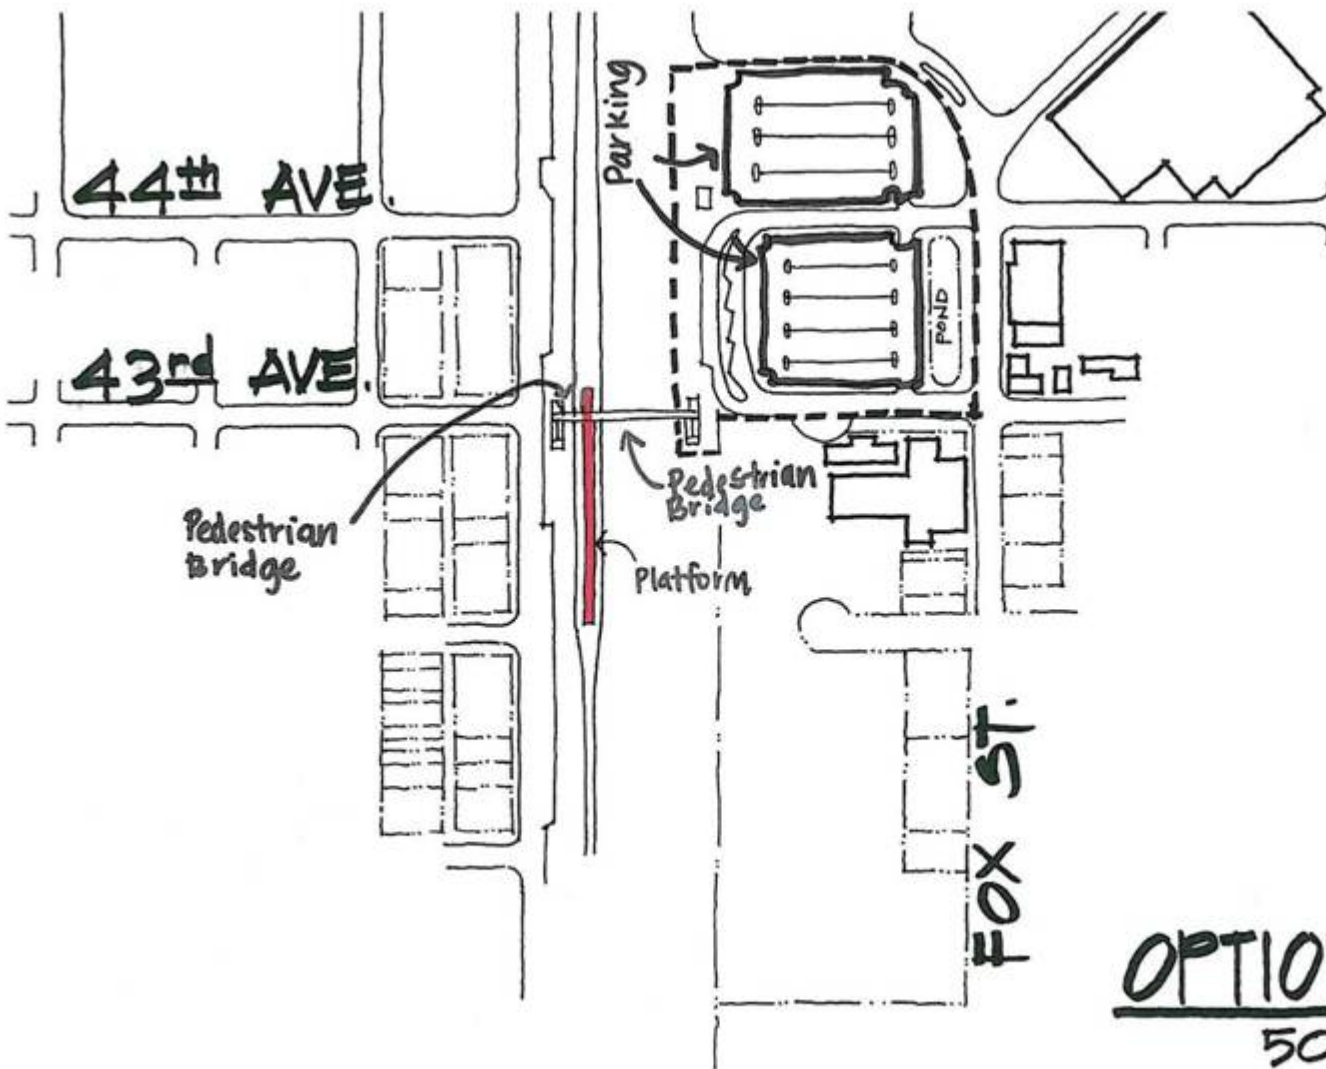 Parking
44th AVE.
43rd AVE.
POND
Pedestrian
Bridge
Pedestrian
Bridge
Platform
FOX ST.
OPTIO
50